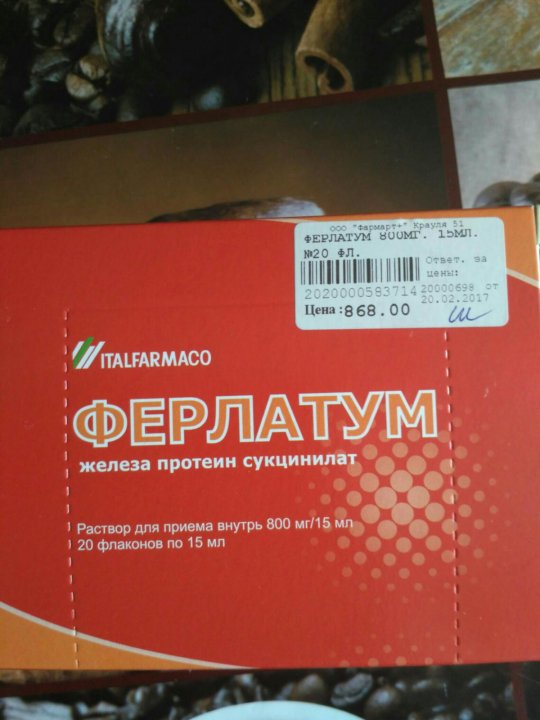 ООО "Фармарт+" Крауля 51
ФЕРЛАТУМ 800МГ. 15МЛ.
№20 ФЛ.
Ответ. за
цены:
2020000583714
20000698 от
20.02.2017
Цена:868.00
ITALFARMACO
ФЕРЛАТУМ
железа протеин сукцинилат
Раствор для приема внутрь 800 мг/15 мл
20 флаконов по 15 мл